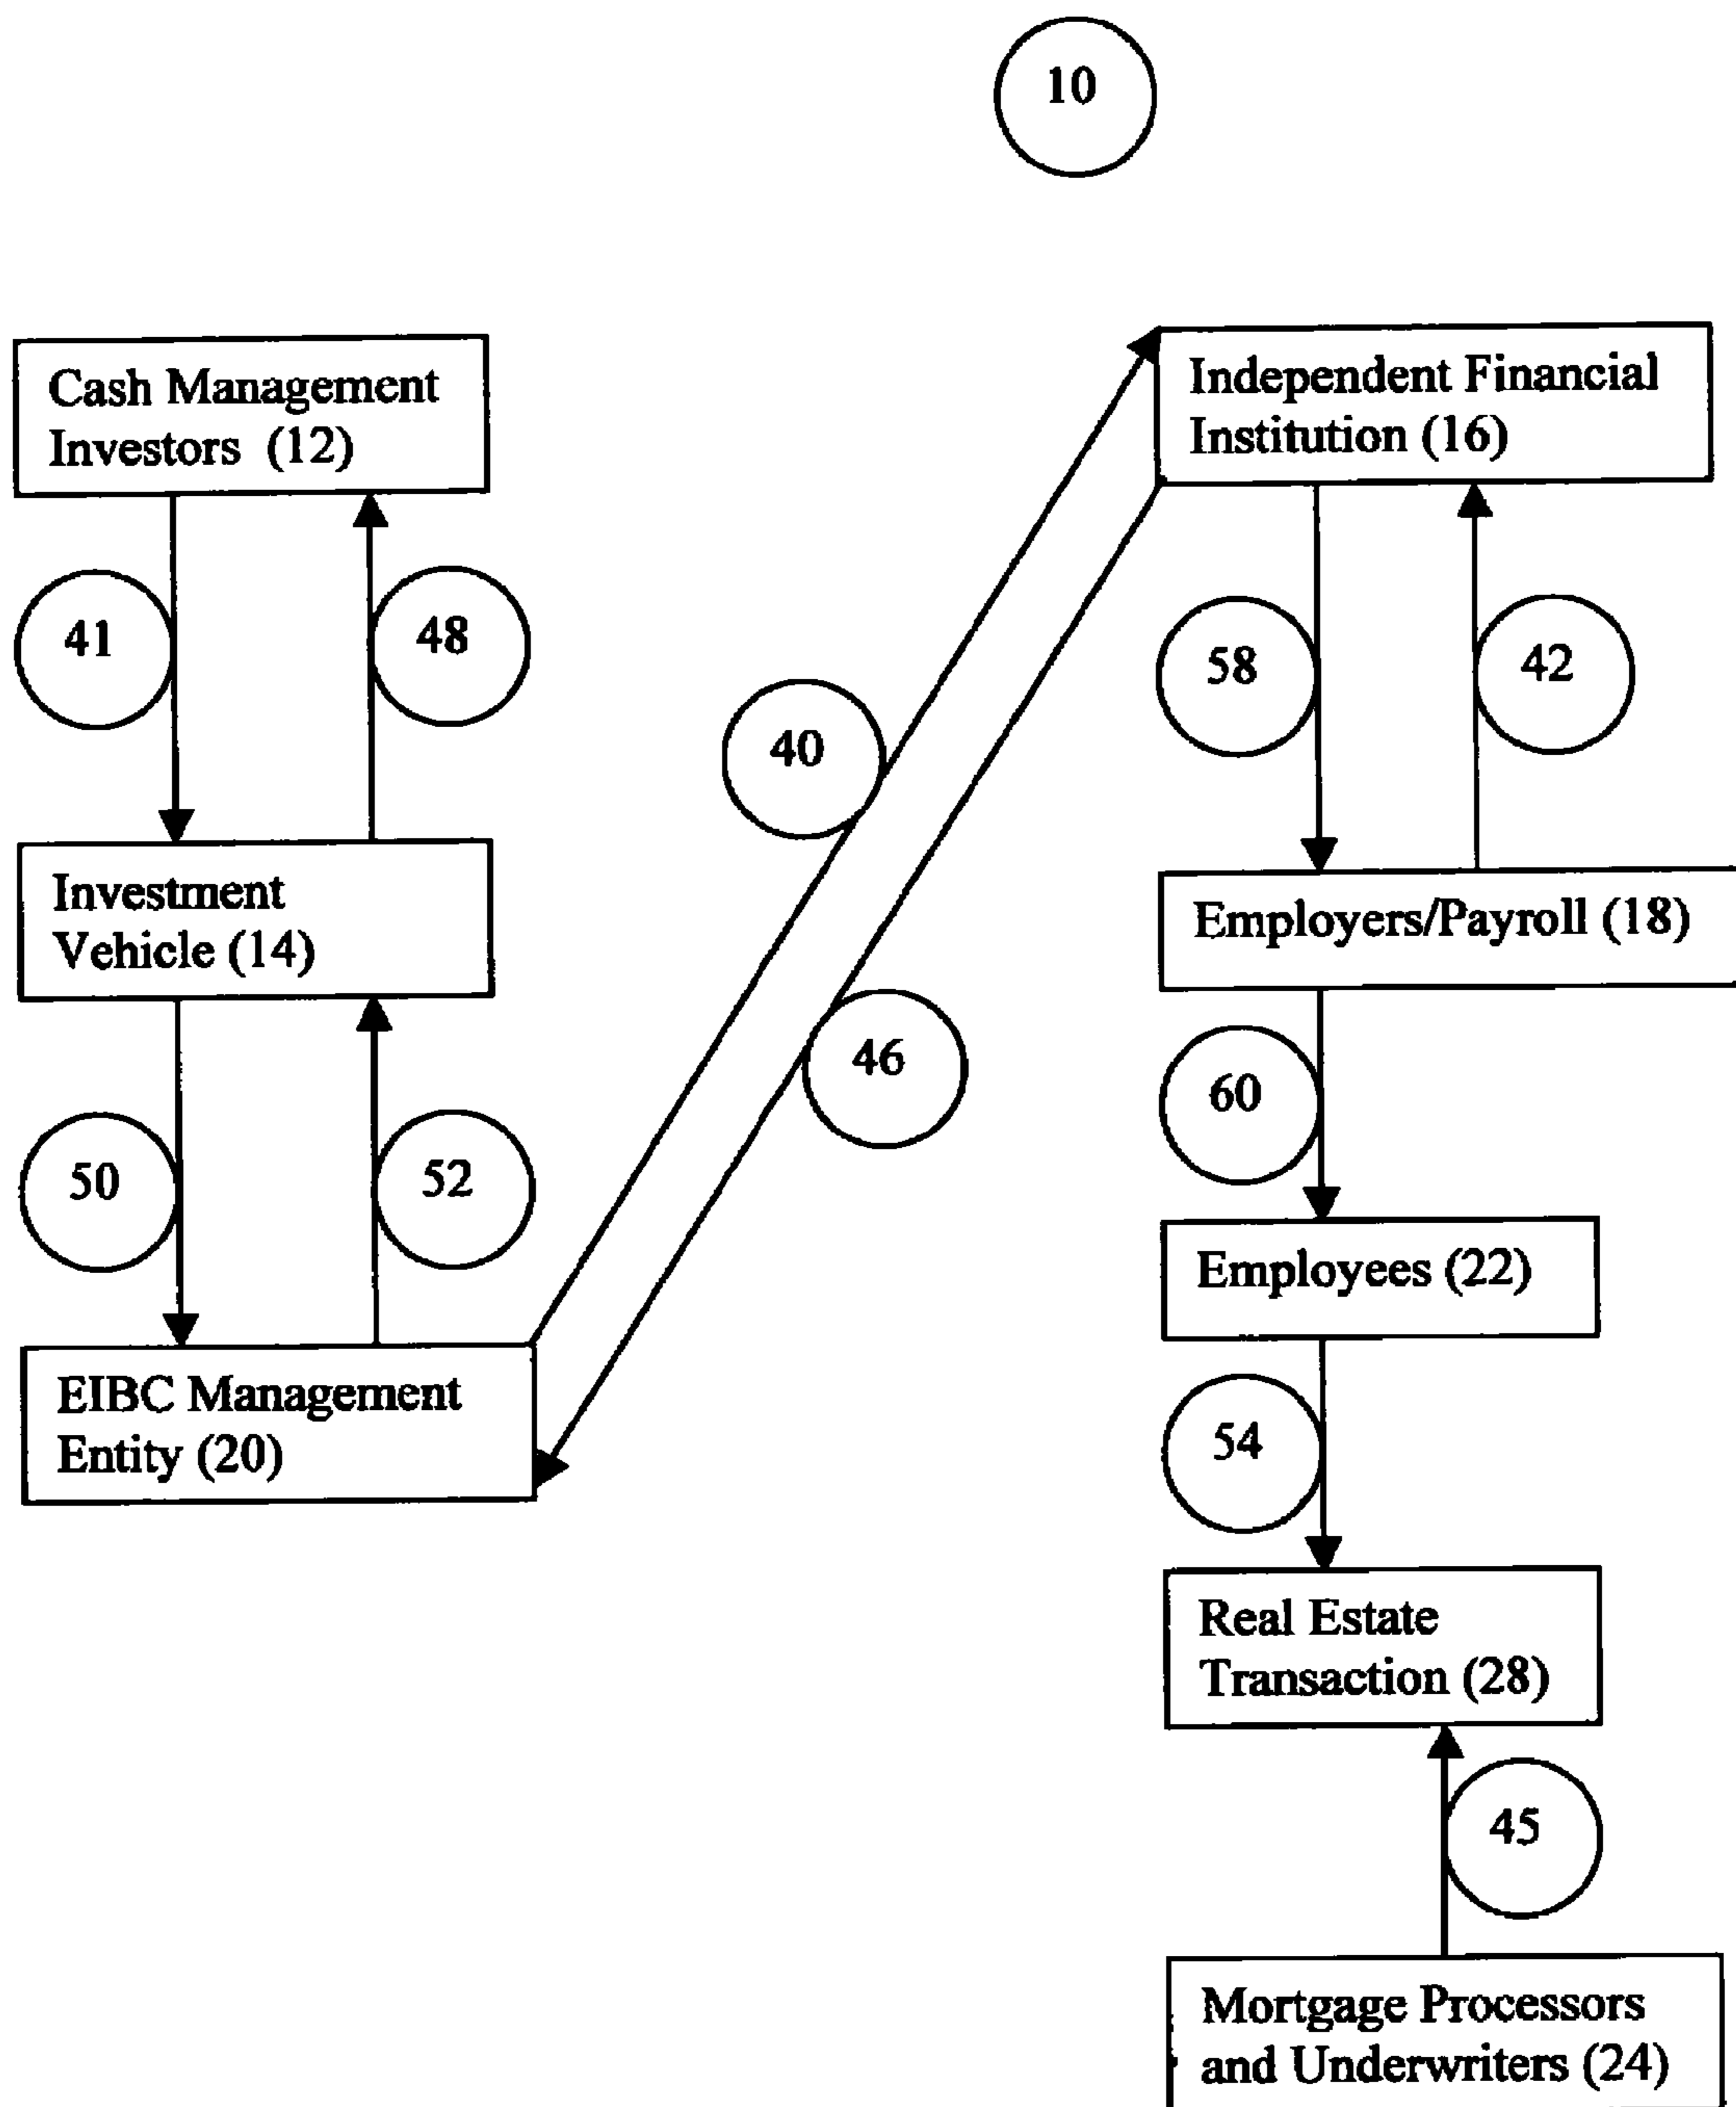 10
Cash Management
Investors (12)
Independent Financial
Institution (16)
41
48
58
42
40
Investment
Vehicle (14)
Employers/Payroll (18)
46
60
50
52
Employees (22)
EIBC Management
Entity (20)
54
Real Estate
Transaction (28)
45
Mortgage Processors
and Underwriters (24)